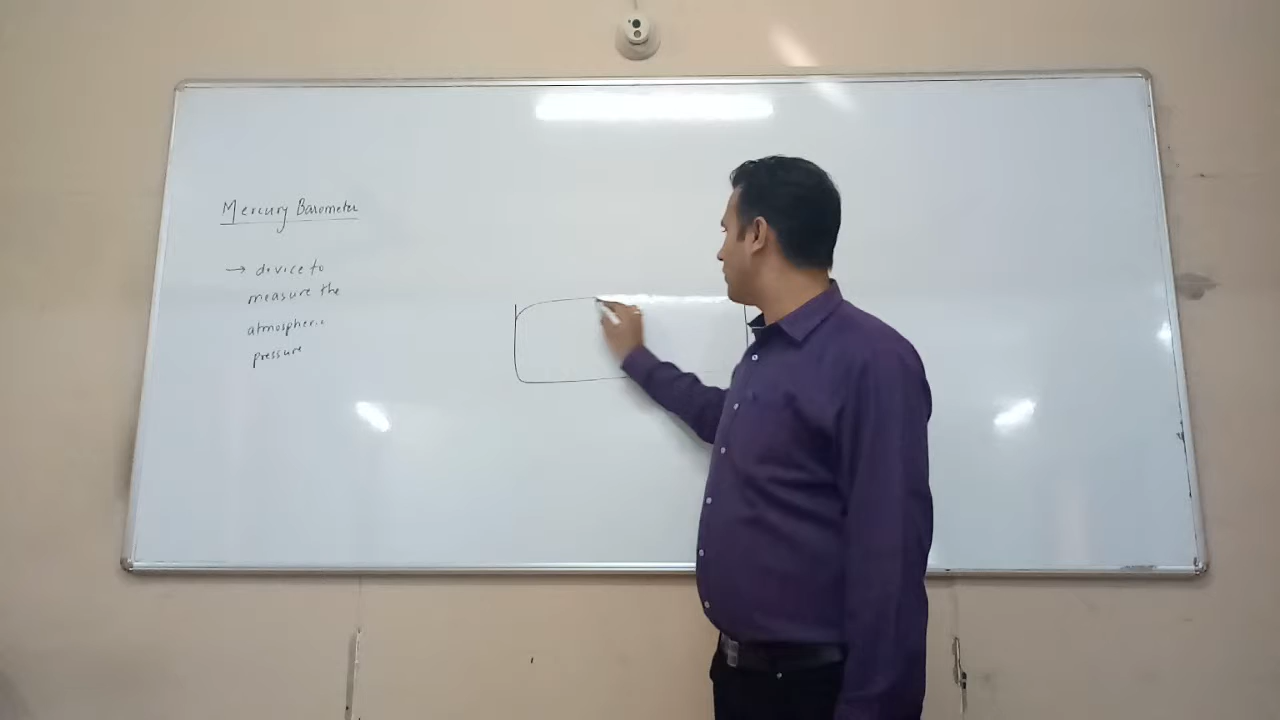 Mercury Barometer
→ device to
measure the
atmospheric
pressure